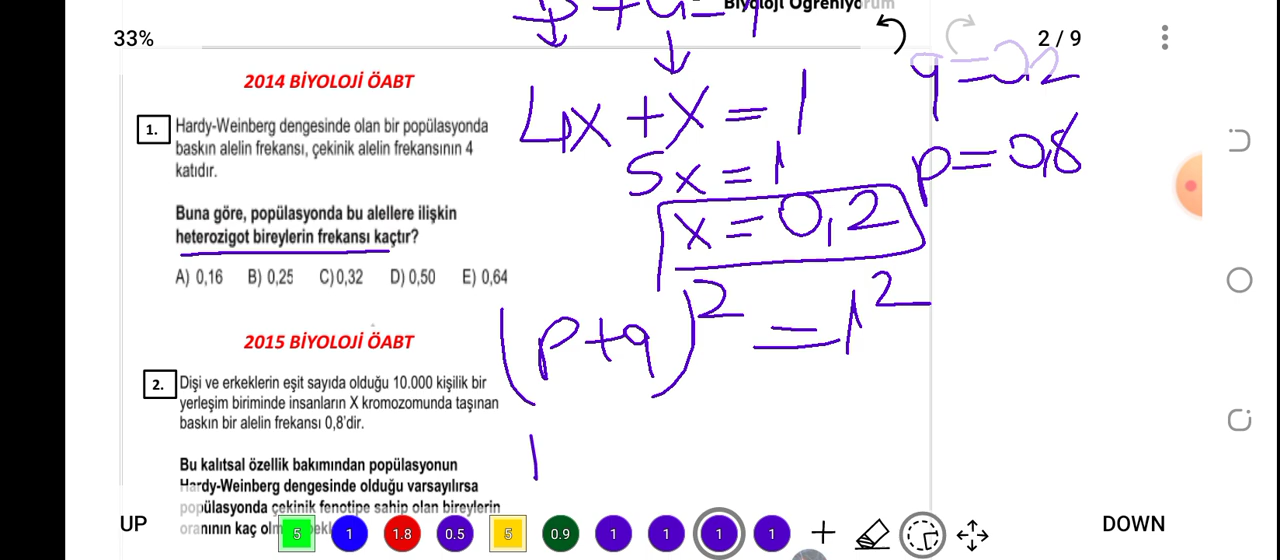 Biyoloji Öğreniyorum
33%
2 / 9
p + q = 1
q = 0,2
4x + x = 1
p = 0,8
5x = 1
x = 0,2
(p+q)² = 1²
2014 BİYOLOJİ ÖABT
1. Hardy-Weinberg dengesinde olan bir popülasyonda
baskın alelin frekansı, çekinik alelin frekansının 4
katıdır.
Buna göre, popülasyonda bu alellere ilişkin
heterozigot bireylerin frekansı kaçtır?
A) 0,16 B) 0,25 C) 0,32 D) 0,50 E) 0,64
2015 BİYOLOJİ ÖABT
2. Dişi ve erkeklerin eşit sayıda olduğu 10.000 kişilik bir
yerleşim biriminde insanların X kromozomunda taşınan
baskın bir alelin frekansı 0,8'dir.
Bu kalıtsal özellik bakımından popülasyonun
Hardy-Weinberg dengesinde olduğu varsayılırsa
popülasyonda çekinik fenotipe sahip olan bireylerin
oranının kaç
UP
5 1 1.8 0.5 5 0.9 1 1 1 1
DOWN